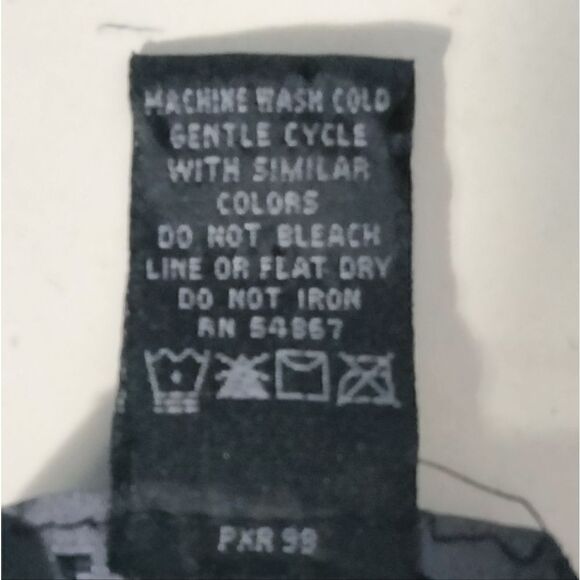 MACHINE WASH COLD
GENTLE CYCLE
WITH SIMILAR
COLORS
DO NOT BLEACH
LINE OR FLAT DRY
DO NOT IRON
RN 54867
PXR 99